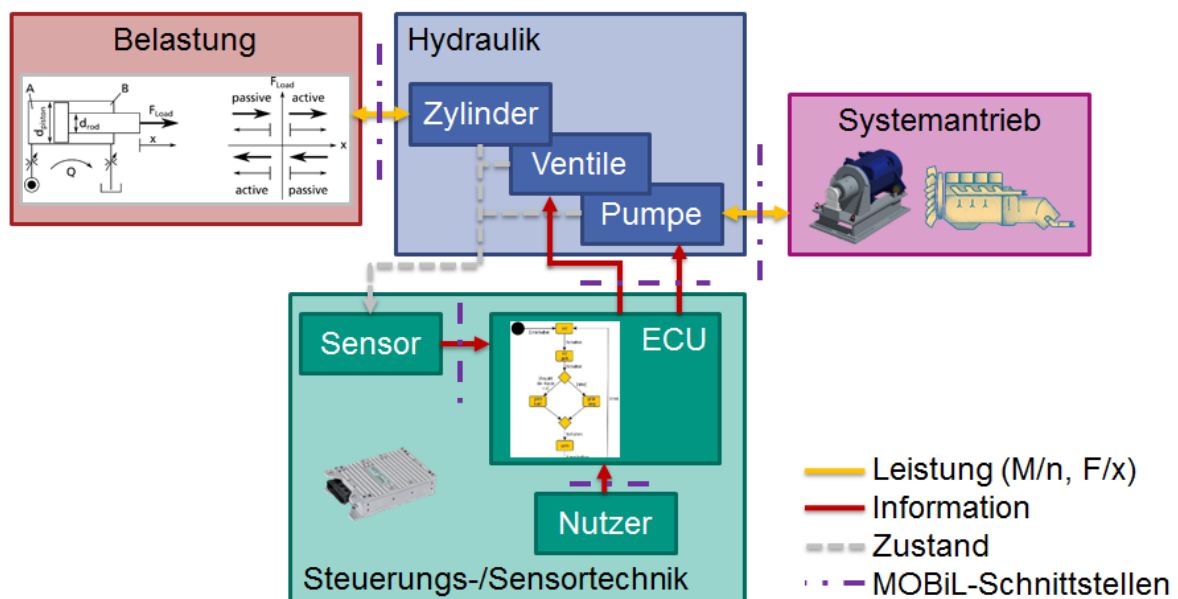 Belastung
A
B
d_piston
d_rod
F_Load
x
Q
F_Load
passive
active
x
active
passive
Hydraulik
Zylinder
Ventile
Pumpe
Systemantrieb
Sensor
ECU
Nutzer
Steuerungs-/Sensortechnik
Leistung (M/n, F/x)
Information
Zustand
MOBiL-Schnittstellen